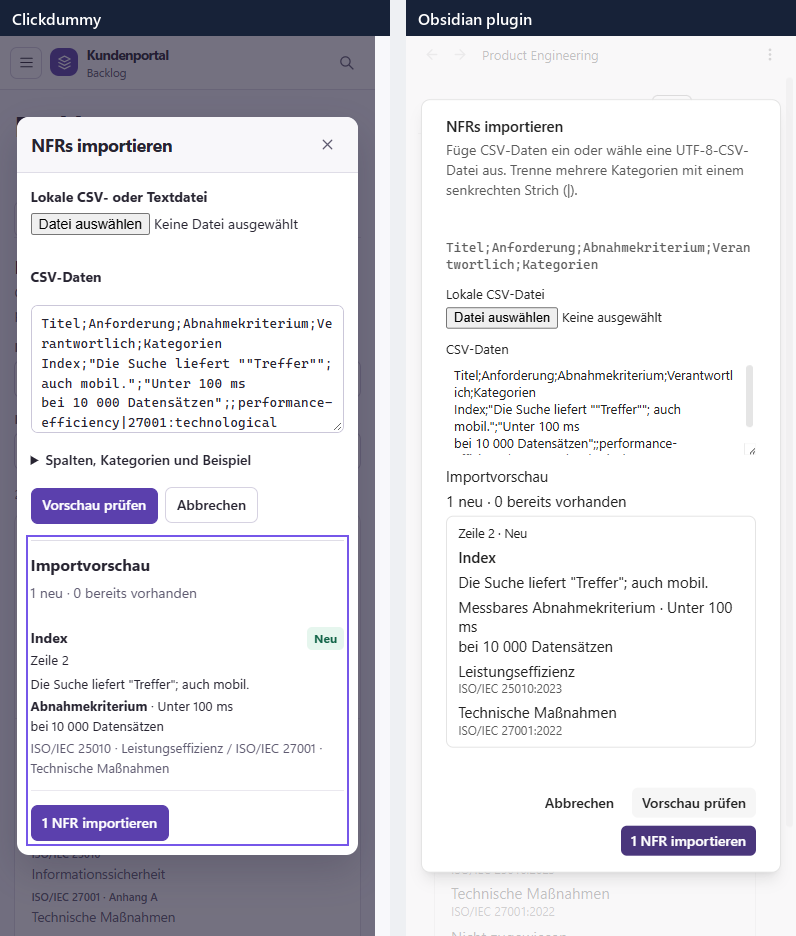 Clickdummy
Kundenportal
Backlog
NFRs importieren
Lokale CSV- oder Textdatei
Datei auswählen Keine Datei ausgewählt
CSV-Daten
Titel;Anforderung;Abnahmekriterium;Ve
rantwortlich;Kategorien
Index;"Die Suche liefert ""Treffer"";
auch mobil.";"Unter 100 ms
bei 10 000 Datensätzen";;performance-
efficiency|27001:technological
Spalten, Kategorien und Beispiel
Vorschau prüfen Abbrechen
Importvorschau
1 neu · 0 bereits vorhanden
Index Neu
Zeile 2
Die Suche liefert "Treffer"; auch mobil.
Abnahmekriterium · Unter 100 ms
bei 10 000 Datensätzen
ISO/IEC 25010 · Leistungseffizienz / ISO/IEC 27001 ·
Technische Maßnahmen
1 NFR importieren
ISO/IEC 25010
Informationssicherheit
ISO/IEC 27001 · Anhang A
Technische Maßnahmen
Obsidian plugin
Product Engineering
NFRs importieren
Füge CSV-Daten ein oder wähle eine UTF-8-CSV-
Datei aus. Trenne mehrere Kategorien mit einem
senkrechten Strich (|).
Titel;Anforderung;Abnahmekriterium;Veran
twortlich;Kategorien
Lokale CSV-Datei
Datei auswählen Keine ausgewählt
CSV-Daten
Titel;Anforderung;Abnahmekriterium;Verantwortl
ich;Kategorien
Index;"Die Suche liefert ""Treffer""; auch
mobil.";"Unter 100 ms
bei 10 000 Datensätzen";;performance-
Importvorschau
1 neu · 0 bereits vorhanden
Zeile 2 · Neu
Index
Die Suche liefert "Treffer"; auch mobil.
Messbares Abnahmekriterium · Unter 100
ms
bei 10 000 Datensätzen
Leistungseffizienz
ISO/IEC 25010:2023
Technische Maßnahmen
ISO/IEC 27001:2022
Abbrechen Vorschau prüfen
1 NFR importieren
Technische Maßnahmen
ISO/IEC 27001:2022